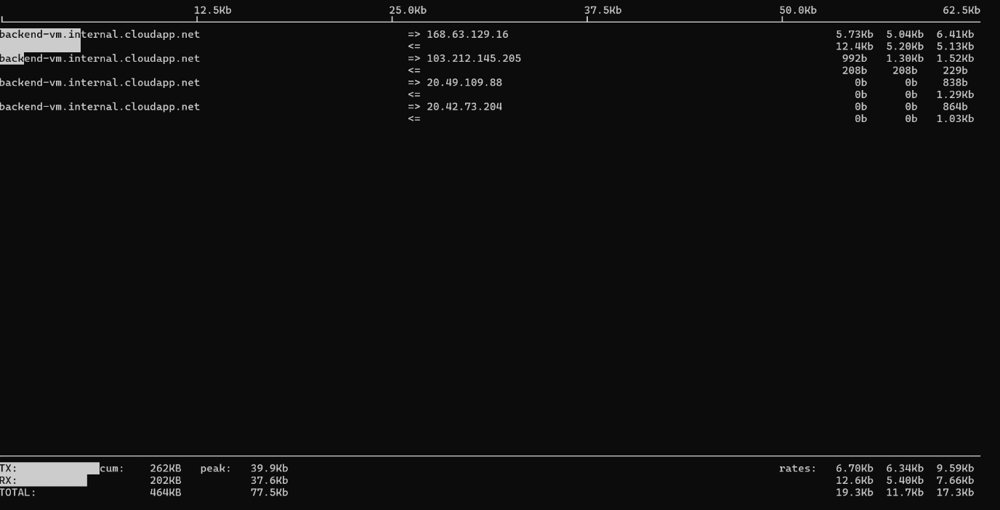 12.5Kb 25.0Kb 37.5Kb 50.0Kb 62.5Kb
backend-vm.internal.cloudapp.net => 168.63.129.16 5.73Kb 5.04Kb 6.41Kb
<= 12.4Kb 5.20Kb 5.13Kb
backend-vm.internal.cloudapp.net => 103.212.145.205 992b 1.30Kb 1.52Kb
<= 208b 208b 229b
backend-vm.internal.cloudapp.net => 20.49.109.88 0b 0b 838b
<= 0b 0b 1.29Kb
backend-vm.internal.cloudapp.net => 20.42.73.204 0b 0b 864b
<= 0b 0b 1.03Kb
TX: cum: 262KB peak: 39.9Kb rates: 6.70Kb 6.34Kb 9.59Kb
RX: 202KB 37.6Kb 12.6Kb 5.40Kb 7.66Kb
TOTAL: 464KB 77.5Kb 19.3Kb 11.7Kb 17.3Kb